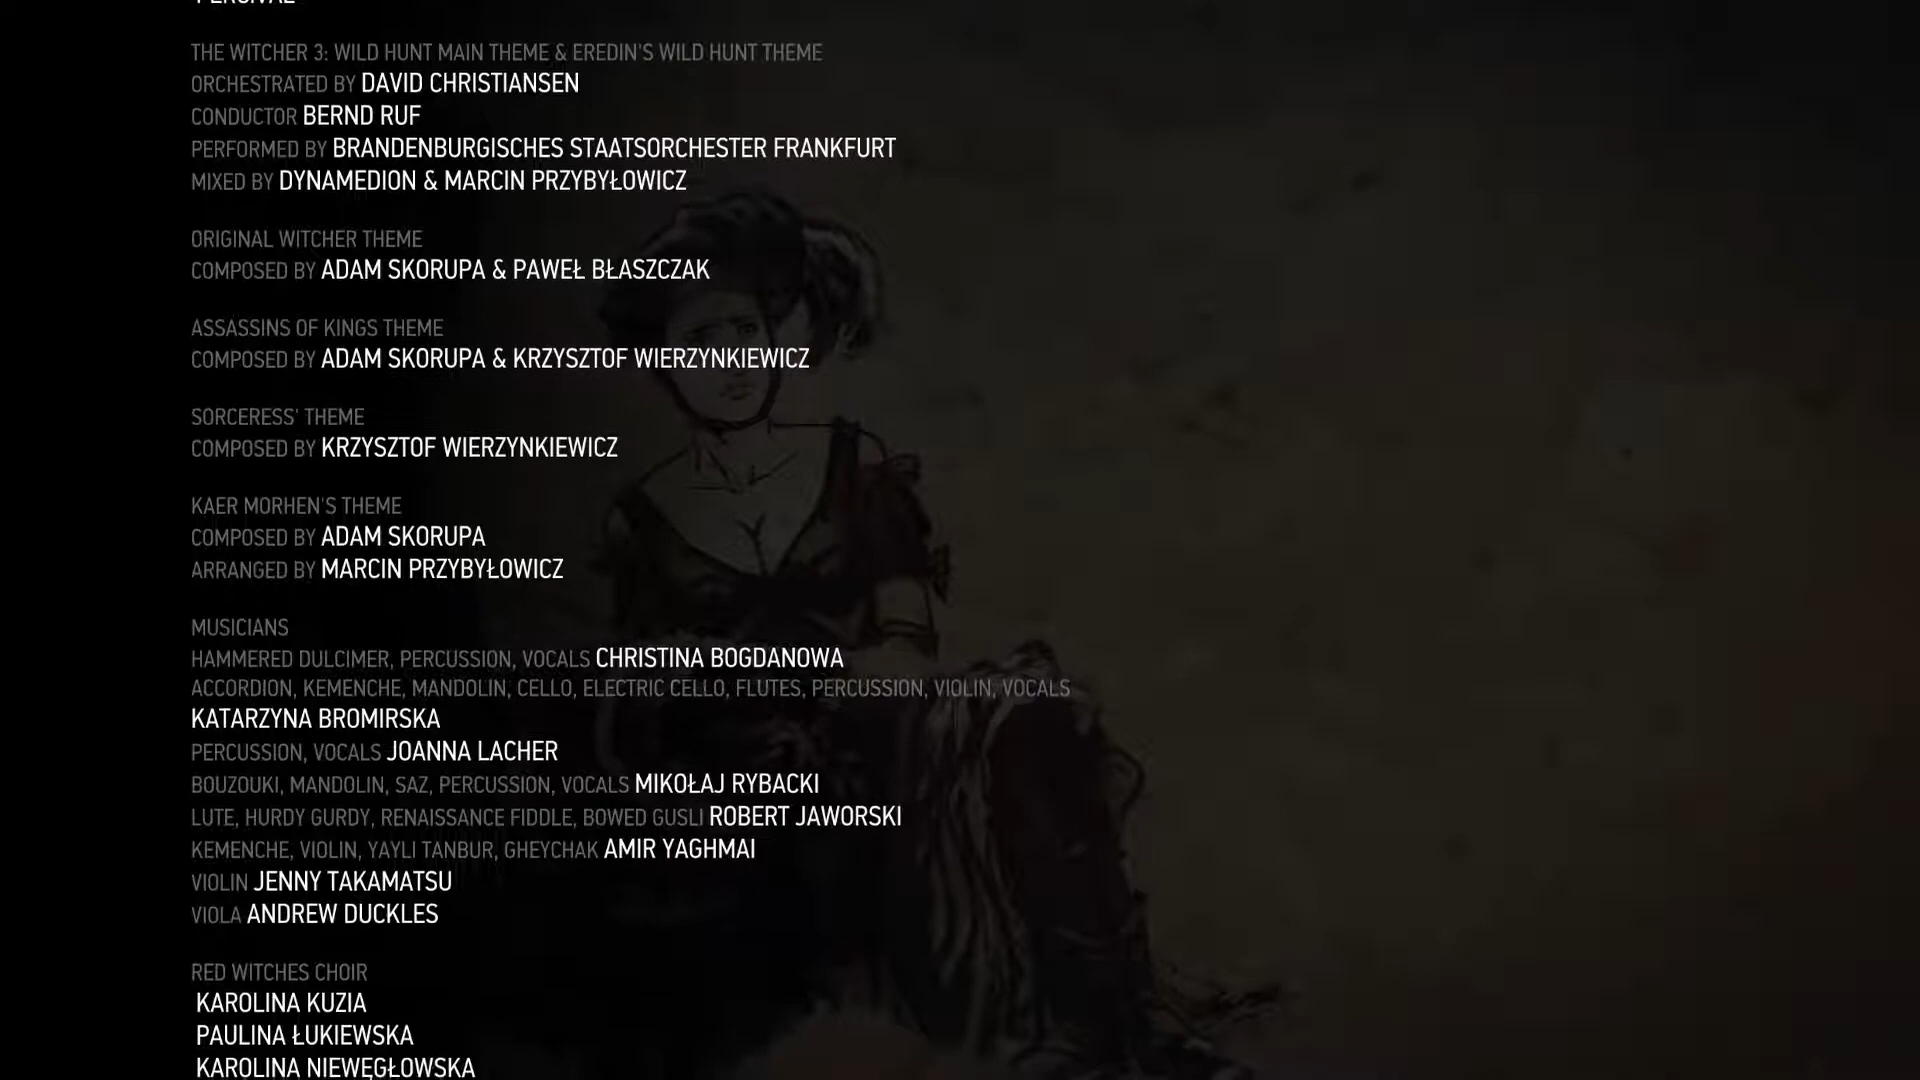 PERCIVAL
THE WITCHER 3: WILD HUNT MAIN THEME & EREDIN'S WILD HUNT THEME
ORCHESTRATED BY DAVID CHRISTIANSEN
CONDUCTOR BERND RUF
PERFORMED BY BRANDENBURGISCHES STAATSORCHESTER FRANKFURT
MIXED BY DYNAMEDION & MARCIN PRZYBYŁOWICZ
ORIGINAL WITCHER THEME
COMPOSED BY ADAM SKORUPA & PAWEŁ BŁASZCZAK
ASSASSINS OF KINGS THEME
COMPOSED BY ADAM SKORUPA & KRZYSZTOF WIERZYNKIEWICZ
SORCERESS' THEME
COMPOSED BY KRZYSZTOF WIERZYNKIEWICZ
KAER MORHEN'S THEME
COMPOSED BY ADAM SKORUPA
ARRANGED BY MARCIN PRZYBYŁOWICZ
MUSICIANS
HAMMERED DULCIMER, PERCUSSION, VOCALS CHRISTINA BOGDANOWA
ACCORDION, KEMENCHE, MANDOLIN, CELLO, ELECTRIC CELLO, FLUTES, PERCUSSION, VIOLIN, VOCALS
KATARZYNA BROMIRSKA
PERCUSSION, VOCALS JOANNA LACHER
BOUZOUKI, MANDOLIN, SAZ, PERCUSSION, VOCALS MIKOŁAJ RYBACKI
LUTE, HURDY GURDY, RENAISSANCE FIDDLE, BOWED GUSLI ROBERT JAWORSKI
KEMENCHE, VIOLIN, YAYLI TANBUR, GHEYCHAK AMIR YAGHMAI
VIOLIN JENNY TAKAMATSU
VIOLA ANDREW DUCKLES
RED WITCHES CHOIR
KAROLINA KUZIA
PAULINA ŁUKIEWSKA
KAROLINA NIEWĘGŁOWSKA